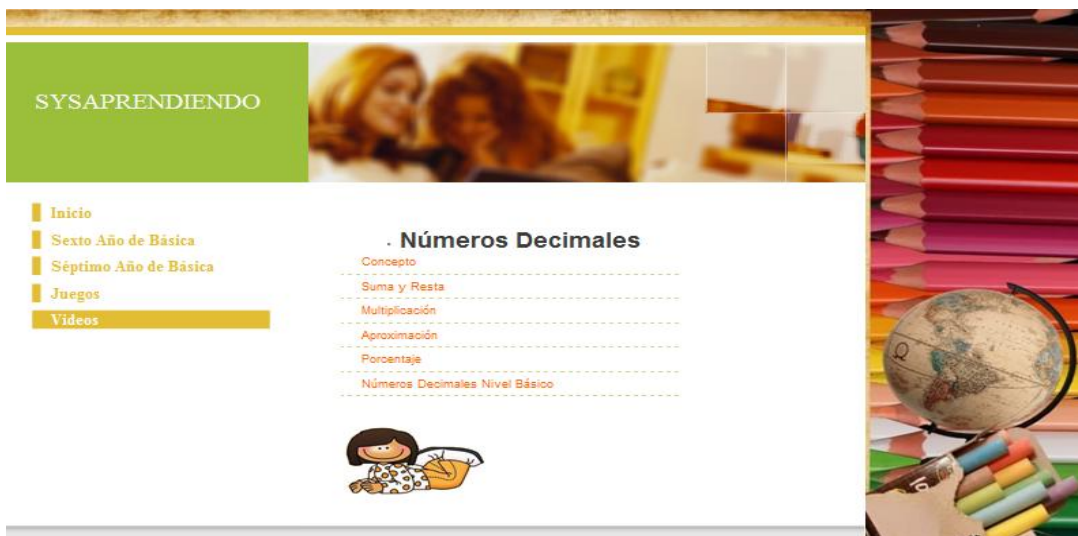 SYSAPRENDIENDO
Inicio
Sexto Año de Básica
Séptimo Año de Básica
Juegos
Videos
Números Decimales
Concepto
Suma y Resta
Multiplicación
Aproximación
Porcentaje
Números Decimales Nivel Básico